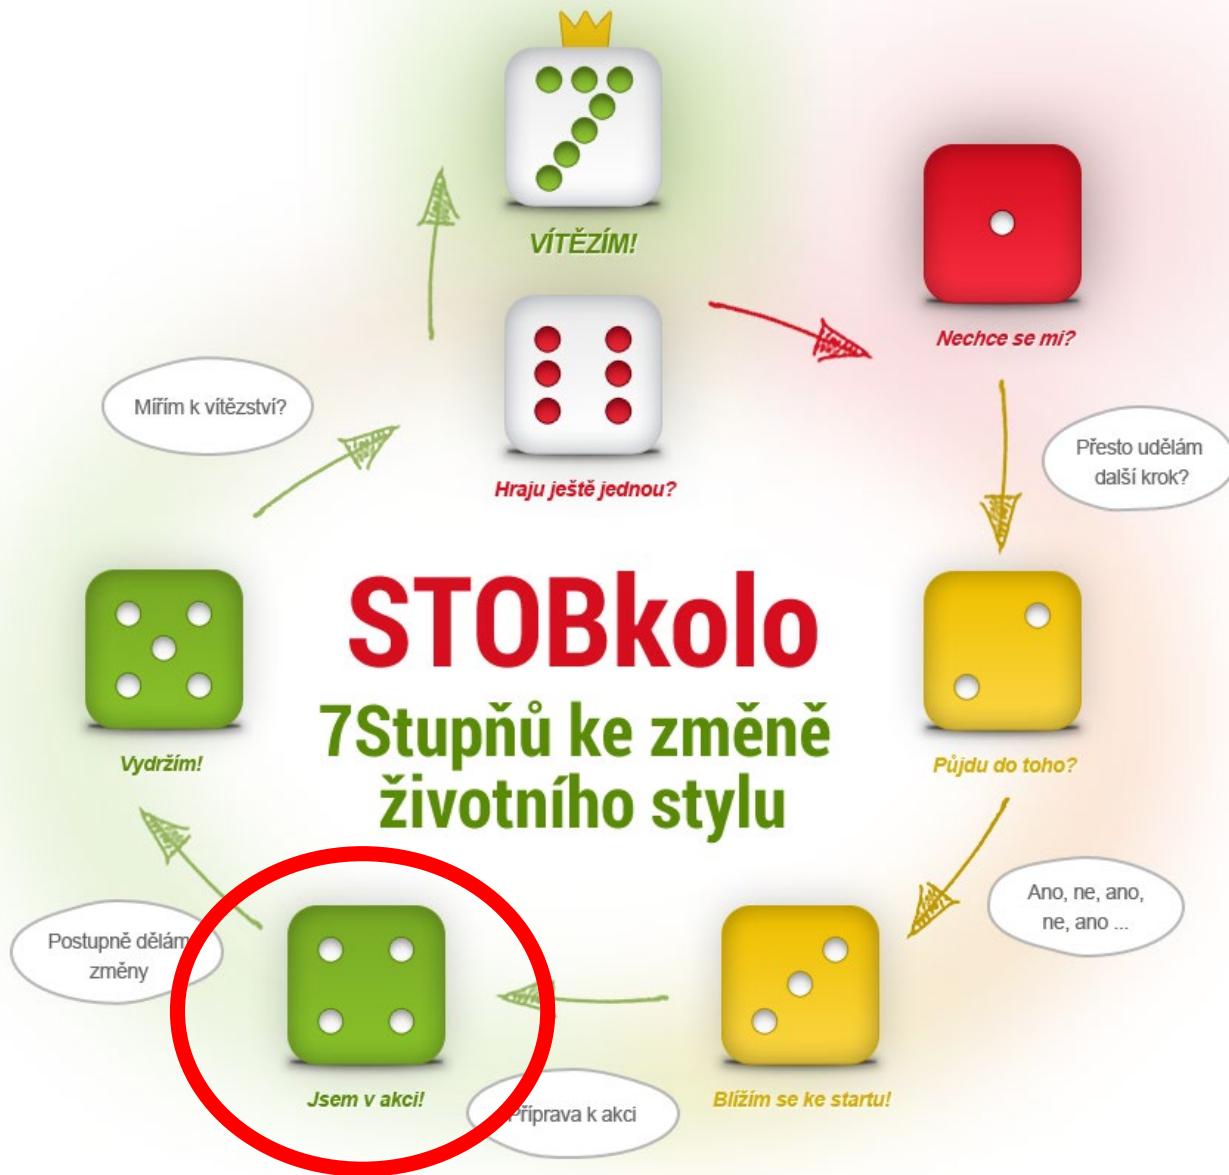 VÍTĚZÍM!
Nechce se mi?
Mířím k vítězství?
Hraju ještě jednou?
Přesto udělám
další krok?
STOBkolo
7Stupňů ke změně
životního stylu
Vydržím!
Půjdu do toho?
Ano, ne, ano,
ne, ano ...
Postupně dělám
změny
Jsem v akci!
Příprava k akci
Blížím se ke startu!